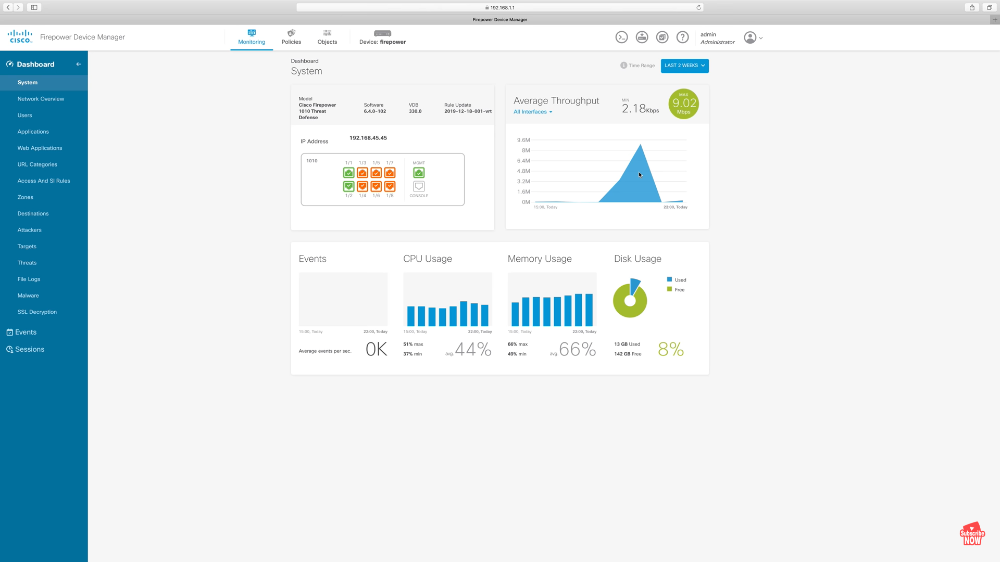 192.168.1.1
Firepower Device Manager
CISCO
Firepower Device Manager
Monitoring
Policies
Objects
Device: firepower
admin
Administrator
Dashboard
System
Network Overview
Users
Applications
Web Applications
URL Categories
Access And SI Rules
Zones
Destinations
Attackers
Targets
Threats
File Logs
Malware
SSL Decryption
Events
Sessions
Dashboard
System
Time Range
LAST 2 WEEKS
Model
Cisco Firepower
1010 Threat
Defense
Software
6.4.0-102
VDB
330.0
Rule Update
2019-12-18-001-vrt
IP Address
192.168.45.45
1010
1/1 1/3 1/5 1/7
MGMT
1/2 1/4 1/6 1/8
CONSOLE
Average Throughput
All Interfaces
MIN
2.18Kbps
MAX
9.02
Mbps
9.6M
8M
6.4M
4.8M
3.2M
1.6M
0M
15:00, Today
22:00, Today
Events
15:00, Today
22:00, Today
Average events per sec.
0K
CPU Usage
15:00, Today
22:00, Today
51% max
37% min
avg. 44%
Memory Usage
15:00, Today
22:00, Today
66% max
49% min
avg. 66%
Disk Usage
Used
Free
13 GB Used
142 GB Free
8%
Subscribe
NOW